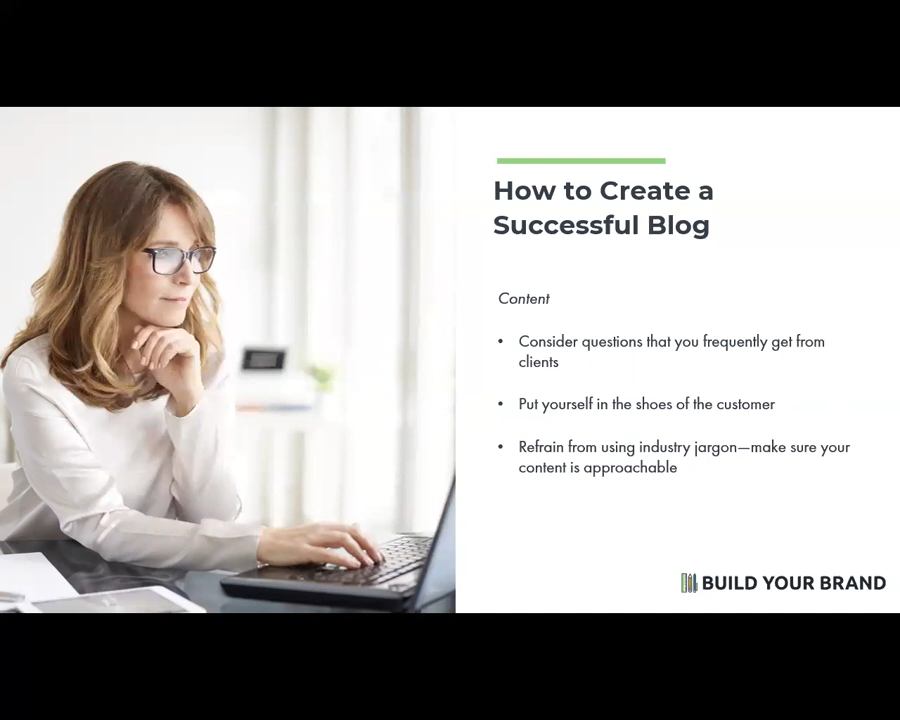 How to Create a
Successful Blog
Content
• Consider questions that you frequently get from
clients
• Put yourself in the shoes of the customer
• Refrain from using industry jargon—make sure your
content is approachable
BUILD YOUR BRAND